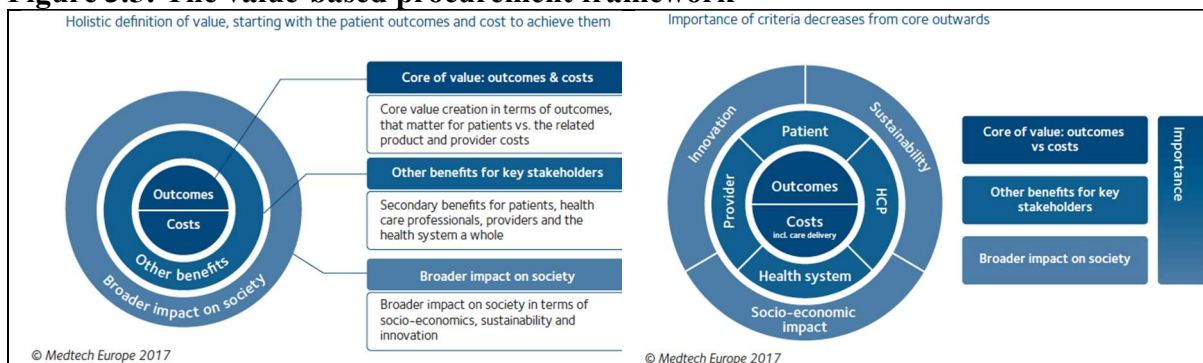 Figure 3.3: The value-based procurement framework
Holistic definition of value, starting with the patient outcomes and cost to achieve them
Outcomes
Costs
Other benefits
Broader impact on society
Core of value: outcomes & costs
Core value creation in terms of outcomes,
that matter for patients vs. the related
product and provider costs
Other benefits for key stakeholders
Secondary benefits for patients, health
care professionals, providers and the
health system a whole
Broader impact on society
Broader impact on society in terms of
socio-economics, sustainability and
innovation
© Medtech Europe 2017
Importance of criteria decreases from core outwards
Innovation
Sustainability
Patient
Provider
HCP
Outcomes
Costs
incl. care delivery
Health system
Socio-economic
impact
Core of value: outcomes
vs costs
Other benefits for key
stakeholders
Broader impact on society
Importance
© Medtech Europe 2017